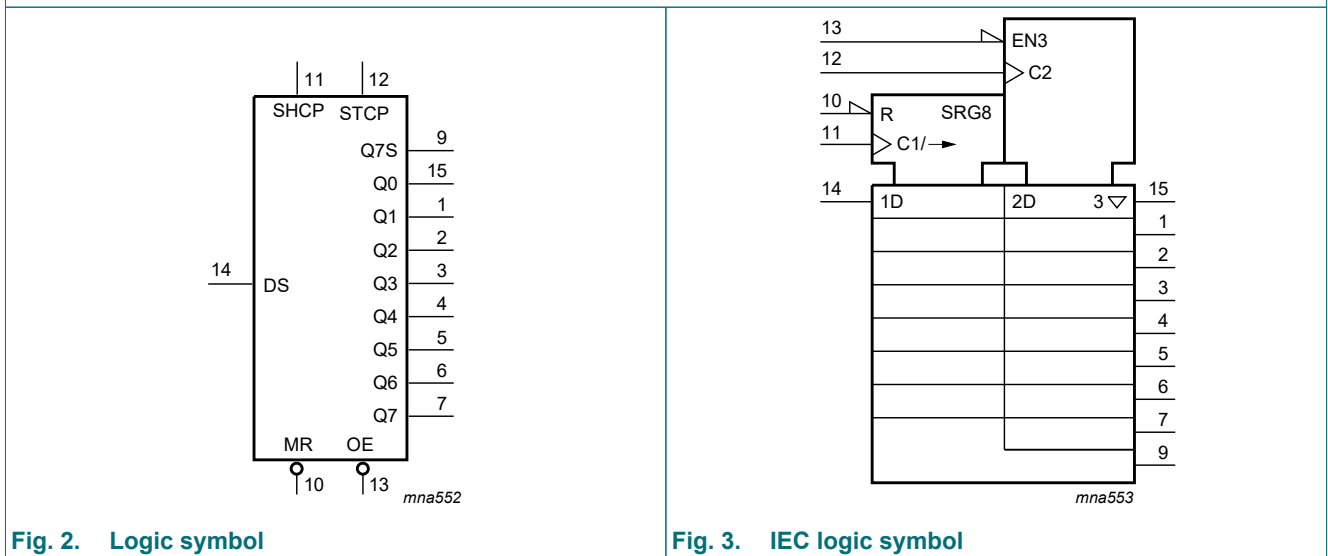 11 12
SHCP STCP
Q7S 9
Q0 15
Q1 1
Q2 2
14 DS Q3 3
Q4 4
Q5 5
Q6 6
Q7 7
MR OE
10 13
mna552
Fig. 2. Logic symbol
13 EN3
12 C2
10 R SRG8
11 C1/→
14 1D 2D 3 ▽ 15
1
2
3
4
5
6
7
9
mna553
Fig. 3. IEC logic symbol